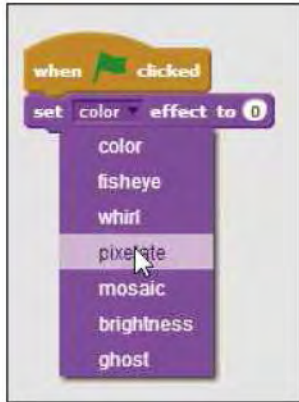 when clicked
set color effect to 0
color
fisheye
whirl
pixelate
mosaic
brightness
ghost